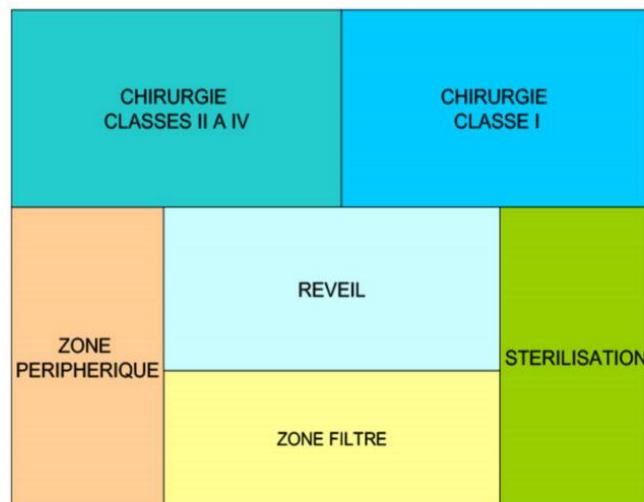 CHIRURGIE
CLASSES II A IV
CHIRURGIE
CLASSE I
REVEIL
ZONE
PERIPHERIQUE
STERILISATION
ZONE FILTRE